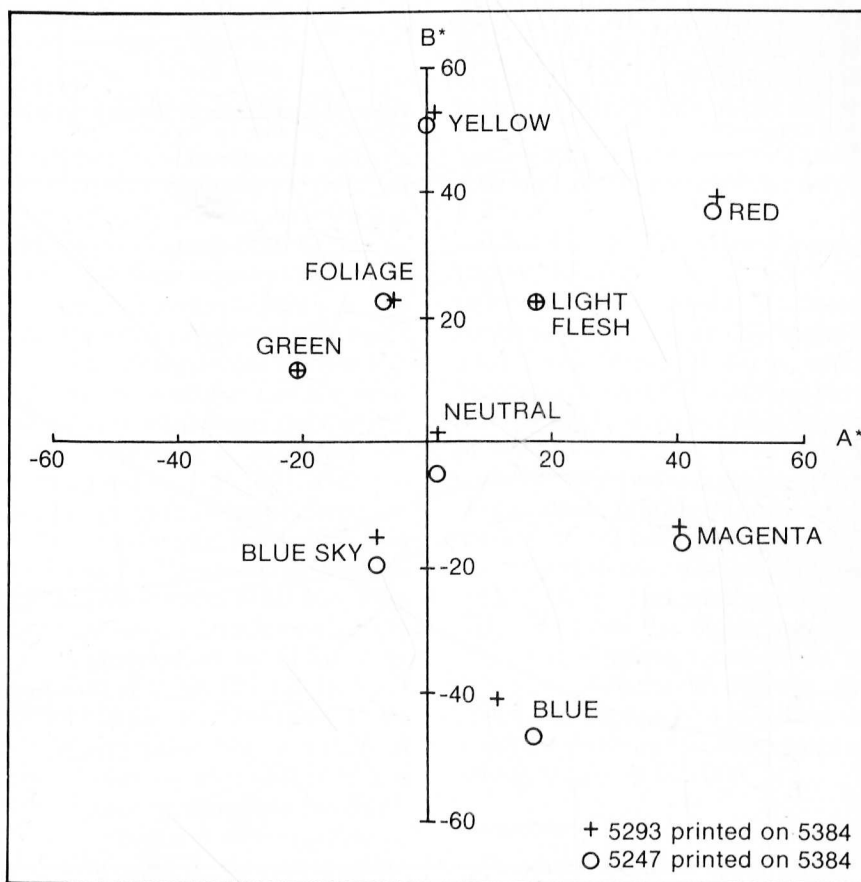 B*
60
YELLOW
40
RED
FOLIAGE
LIGHT
FLESH
20
GREEN
NEUTRAL
-60
-40
-20
20
40
60
A*
MAGENTA
BLUE SKY
-20
-40
BLUE
-60
+ 5293 printed on 5384
O 5247 printed on 5384